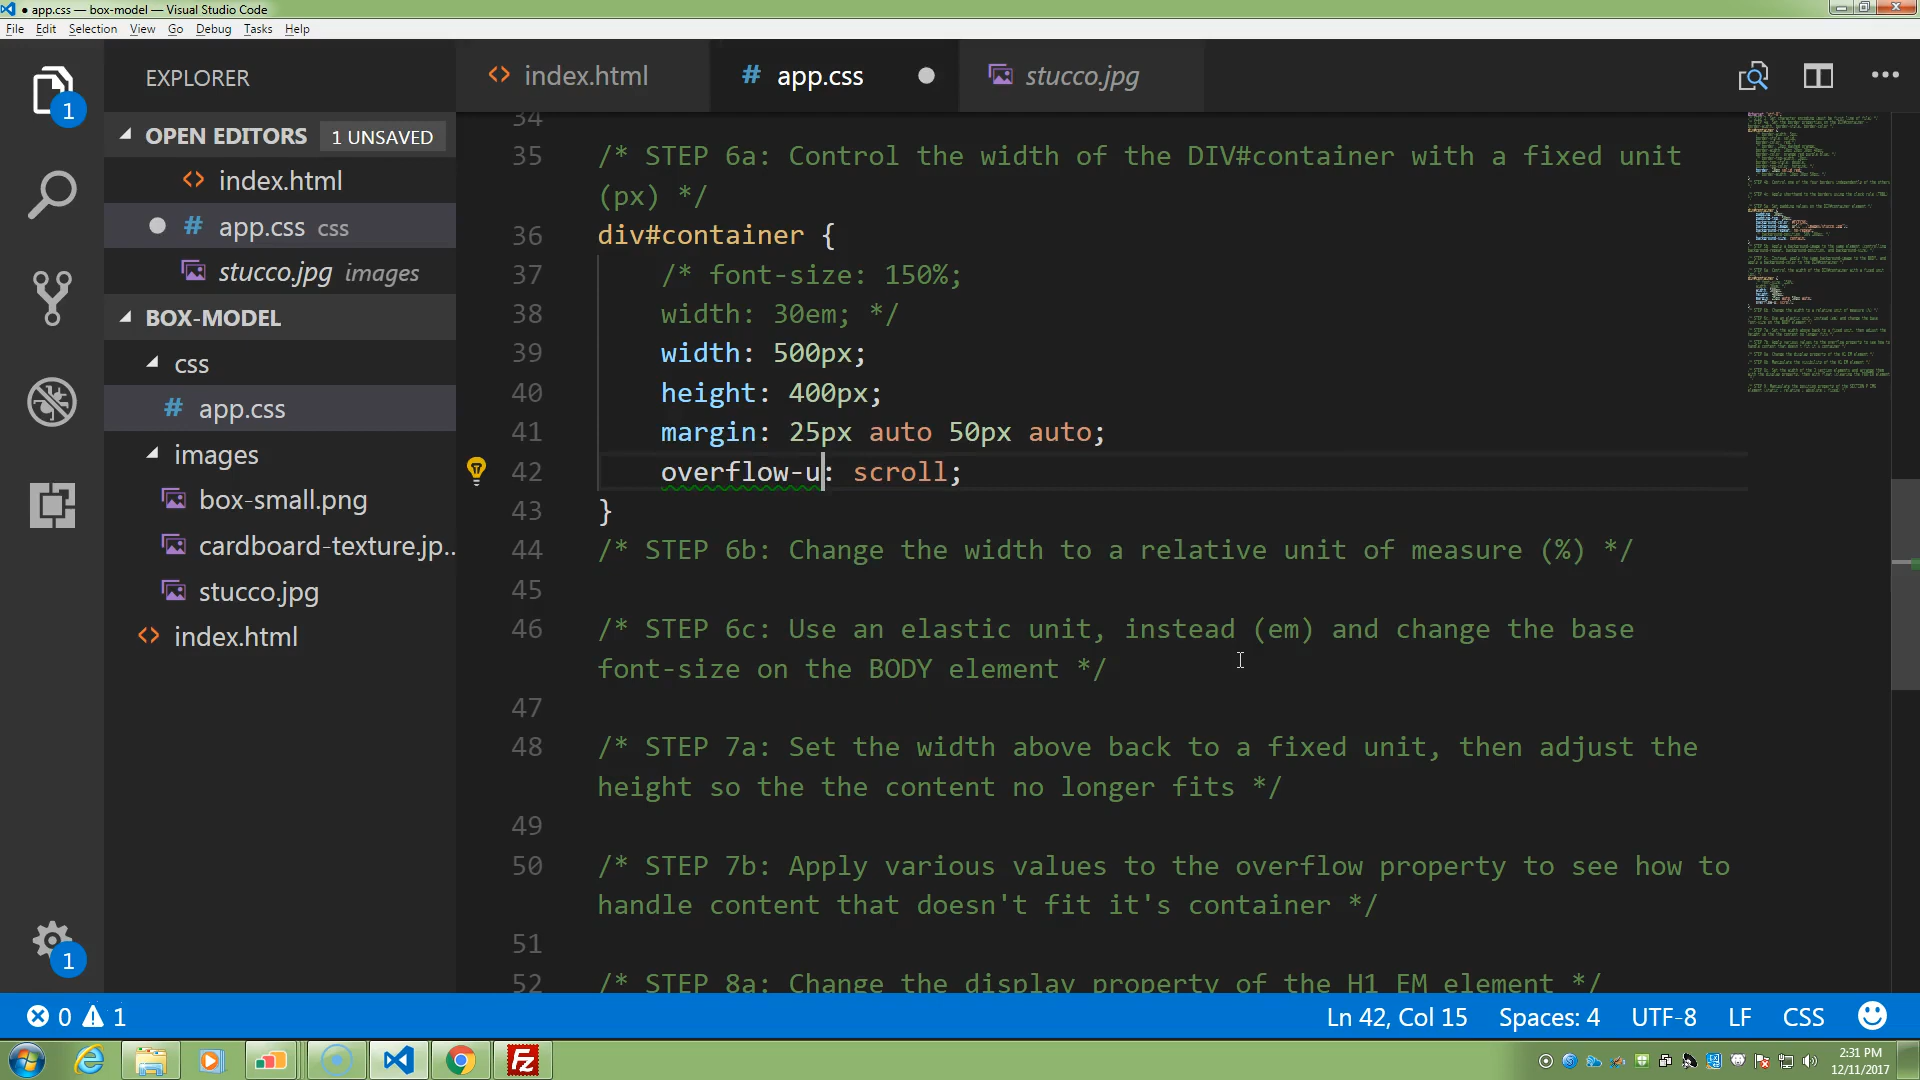 ● app.css — box-model — Visual Studio Code
File Edit Selection View Go Debug Tasks Help
EXPLORER
index.html
app.css
stucco.jpg
OPEN EDITORS 1 UNSAVED
index.html
app.css css
stucco.jpg images
BOX-MODEL
css
app.css
images
box-small.png
cardboard-texture.jp...
stucco.jpg
index.html
1
1
34
35 /* STEP 6a: Control the width of the DIV#container with a fixed unit
(px) */
36 div#container {
37 /* font-size: 150%;
38 width: 30em; */
39 width: 500px;
40 height: 400px;
41 margin: 25px auto 50px auto;
42 overflow-u: scroll;
43 }
44 /* STEP 6b: Change the width to a relative unit of measure (%) */
45
46 /* STEP 6c: Use an elastic unit, instead (em) and change the base
font-size on the BODY element */
47
48 /* STEP 7a: Set the width above back to a fixed unit, then adjust the
height so the the content no longer fits */
49
50 /* STEP 7b: Apply various values to the overflow property to see how to
handle content that doesn't fit it's container */
51
52 /* STEP 8a: Change the display property of the H1 EM element */
0 1
Ln 42, Col 15 Spaces: 4 UTF-8 LF CSS
2:31 PM
12/11/2017